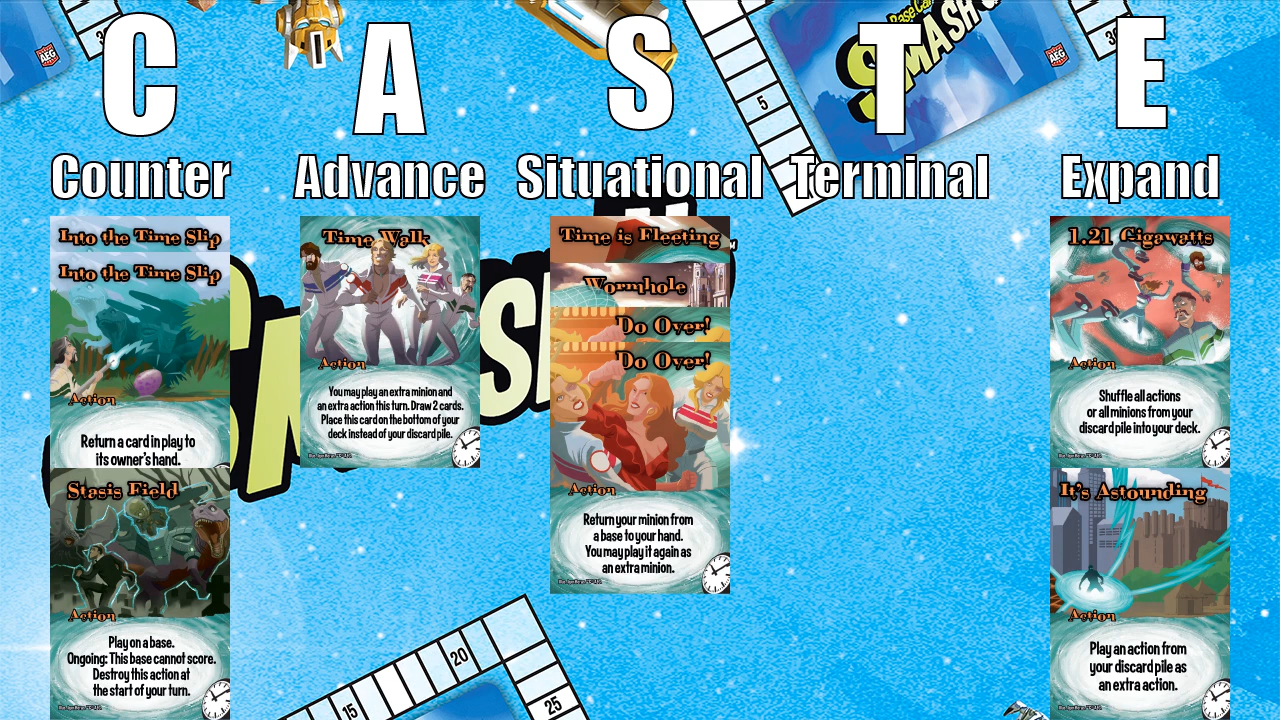 C A S T E
Counter Advance Situational Terminal Expand
Into the Time Slip
Into the Time Slip
Action
Return a card in play to
its owner's hand.
Stasis Field
Action
Play on a base.
Ongoing: This base cannot score.
Destroy this action at
the start of your turn.
Time Walk
Action
You may play an extra minion and
an extra action this turn. Draw 2 cards.
Place this card on the bottom of your
deck instead of your discard pile.
Time is Fleeting
Wormhole
Do Over!
Do Over!
Action
Return your minion from
a base to your hand.
You may play it again as
an extra minion.
1.21 Gigawatts
Action
Shuffle all actions
or all minions from your
discard pile into your deck.
It's Astounding
Action
Play an action from
your discard pile as
an extra action.
AEG
5
SMASH
AEG
15
20
25